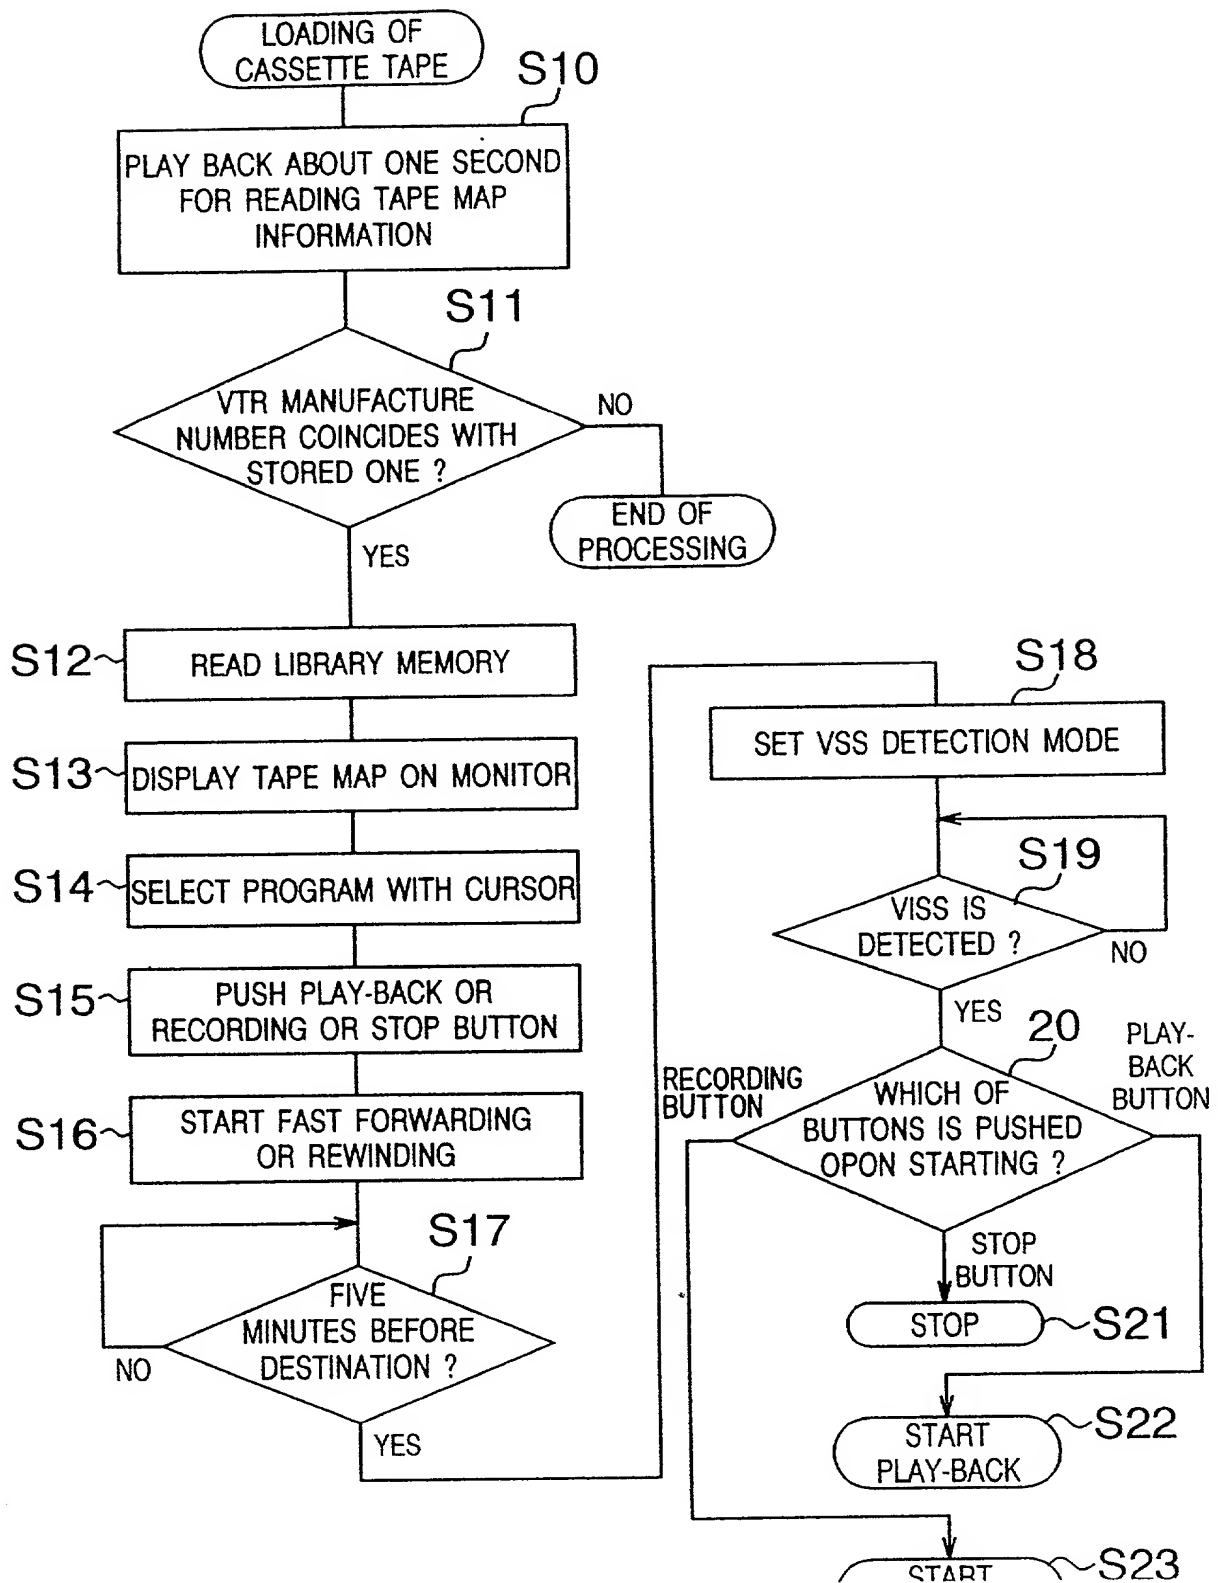 LOADING OF
CASSETTE TAPE
S10
PLAY BACK ABOUT ONE SECOND
FOR READING TAPE MAP
INFORMATION
S11
VTR MANUFACTURE
NUMBER COINCIDES WITH
STORED ONE ?
NO
END OF
PROCESSING
YES
S12
READ LIBRARY MEMORY
S13
DISPLAY TAPE MAP ON MONITOR
S14
SELECT PROGRAM WITH CURSOR
S15
PUSH PLAY-BACK OR
RECORDING OR STOP BUTTON
S16
START FAST FORWARDING
OR REWINDING
S17
FIVE
MINUTES BEFORE
DESTINATION ?
NO
YES
S18
SET VSS DETECTION MODE
S19
VISS IS
DETECTED ?
NO
YES
20
PLAY-
BACK
BUTTON
RECORDING
BUTTON
WHICH OF
BUTTONS IS PUSHED
OPON STARTING ?
STOP
BUTTON
STOP
S21
START
PLAY-BACK
S22
START
S23